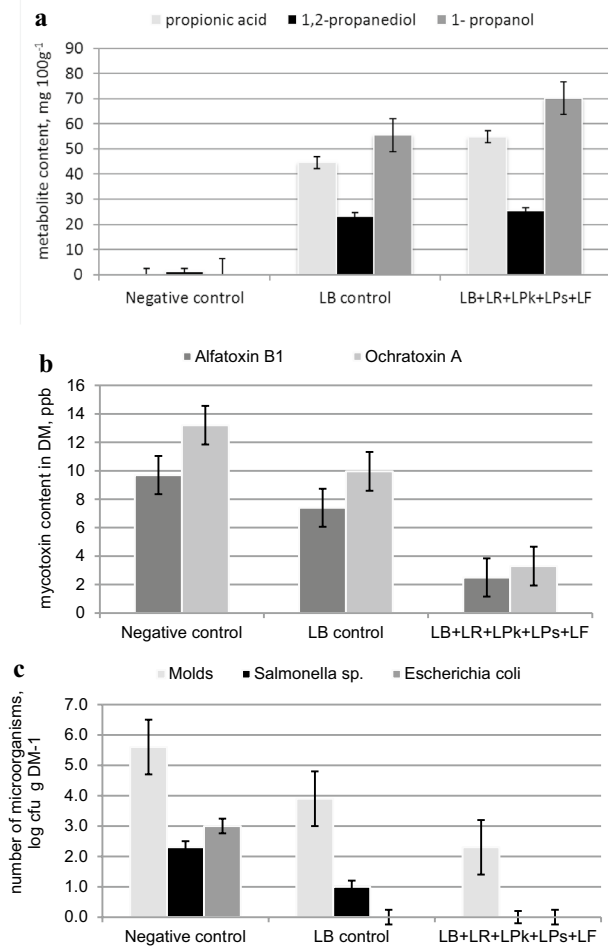 a
propionic acid 1,2-propanediol 1- propanol
metabolite content, mg 100g-1
90
80
70
60
50
40
30
20
10
0
Negative control LB control LB+LR+LPk+LPs+LF
b
Alfatoxin B1 Ochratoxin A
mycotoxin content in DM, ppb
16
14
12
10
8
6
4
2
0
Negative control LB control LB+LR+LPk+LPs+LF
c
Molds Salmonella sp. Escherichia coli
number of microorganisms,
log cfu g DM-1
7.0
6.0
5.0
4.0
3.0
2.0
1.0
0.0
Negative control LB control LB+LR+LPk+LPs+LF